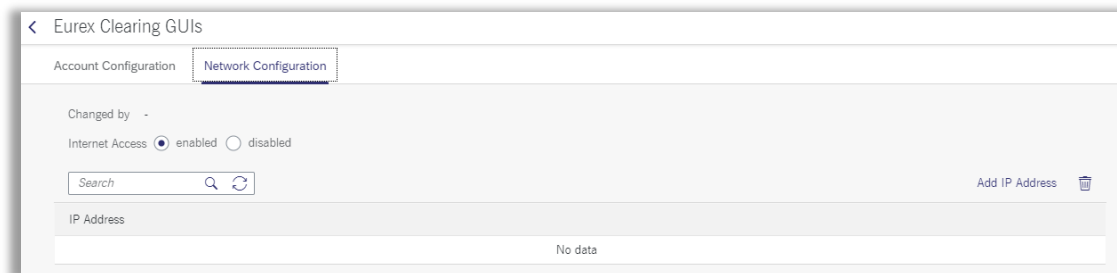 Eurex Clearing GUIs
Account Configuration Network Configuration
Changed by -
Internet Access enabled disabled
Search Add IP Address
IP Address
No data